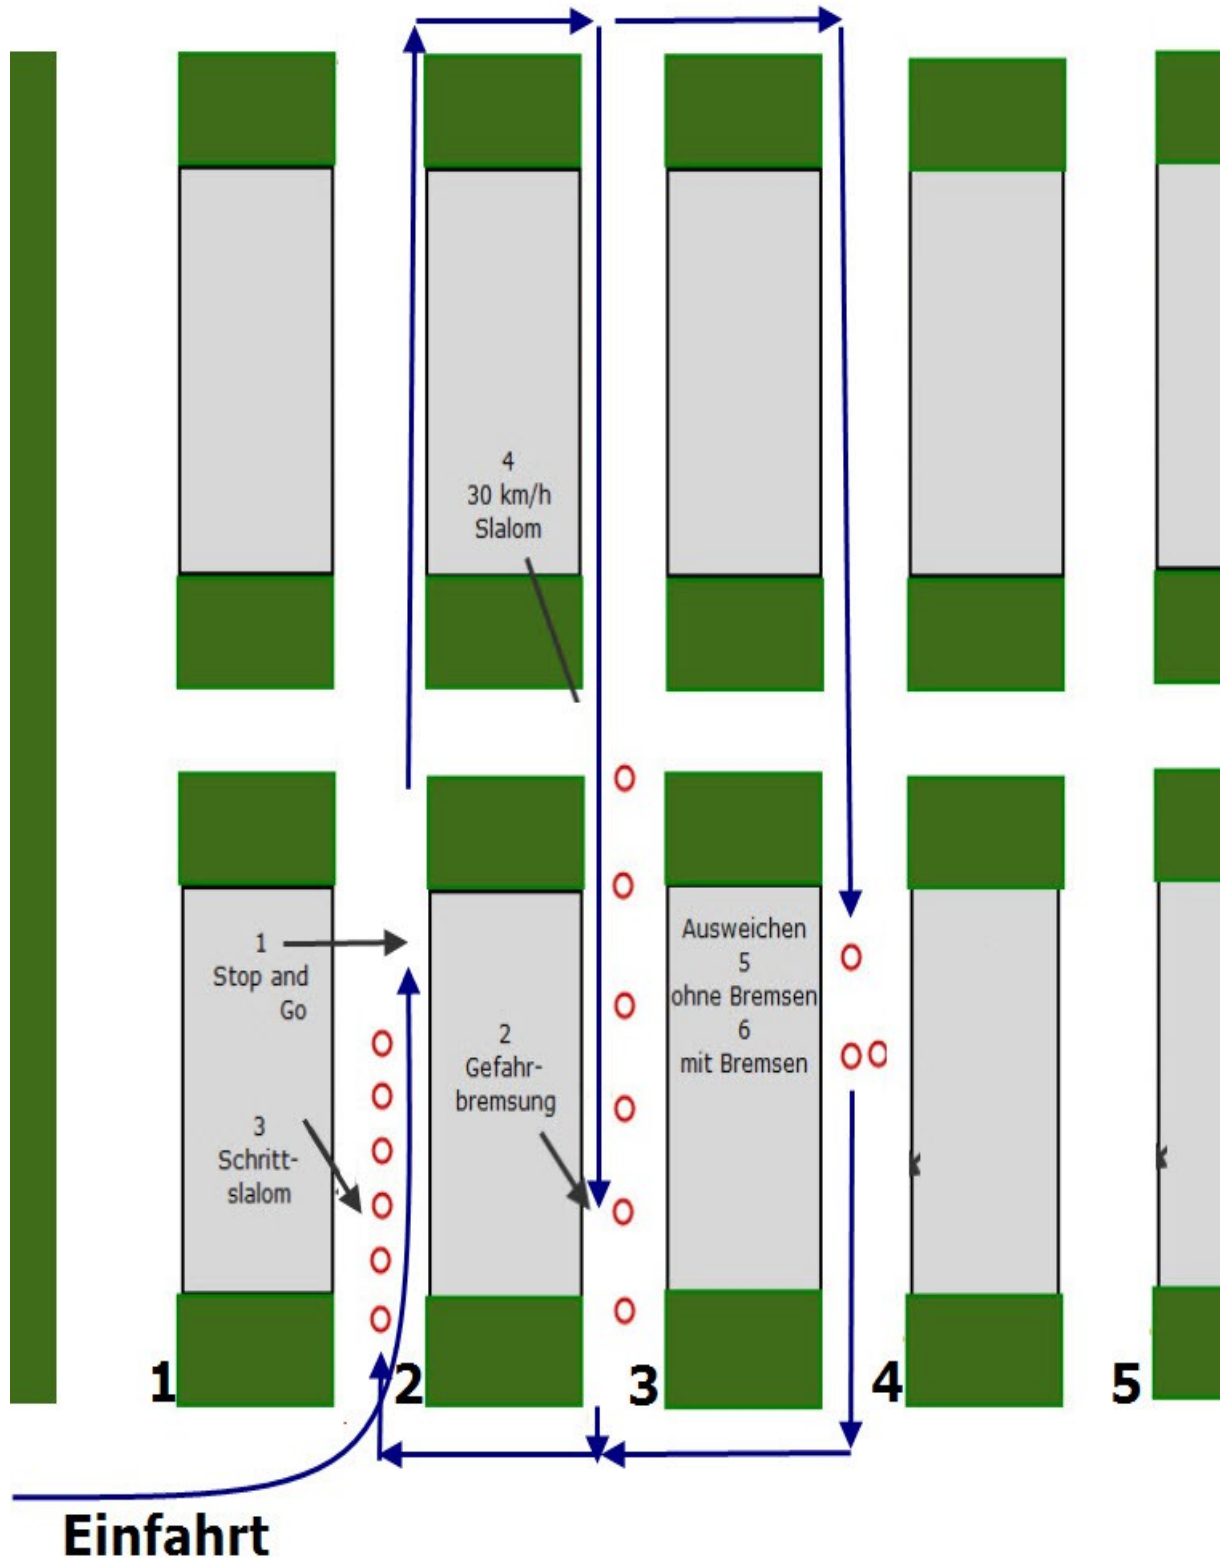 4
30 km/h
Slalom
1
Stop and
Go
3
Schritt-
slalom
2
Gefahr-
bremsung
Ausweichen
5
ohne Bremsen
6
mit Bremsen
1
2
3
4
5
Einfahrt